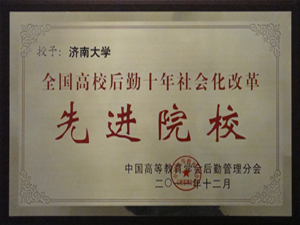 授予：济南大学
全国高校后勤十年社会化改革
先进院校
中国高等教育学会后勤管理分会
二〇 年十二月